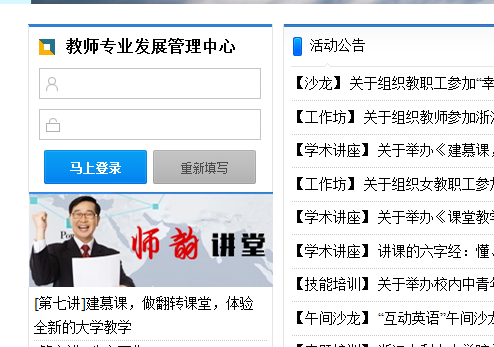 教师专业发展管理中心
马上登录
重新填写
师韵讲堂
[第七讲]建慕课，做翻转课堂，体验
全新的大学教学
活动公告
【沙龙】关于组织教职工参加“幸
【工作坊】关于组织教师参加浙
【学术讲座】关于举办《建慕课，
【工作坊】关于组织女教职工参加
【学术讲座】关于举办《课堂教学
【学术讲座】讲课的六字经：懂、
【技能培训】关于举办校内中青年
【午间沙龙】“互动英语”午间沙龙